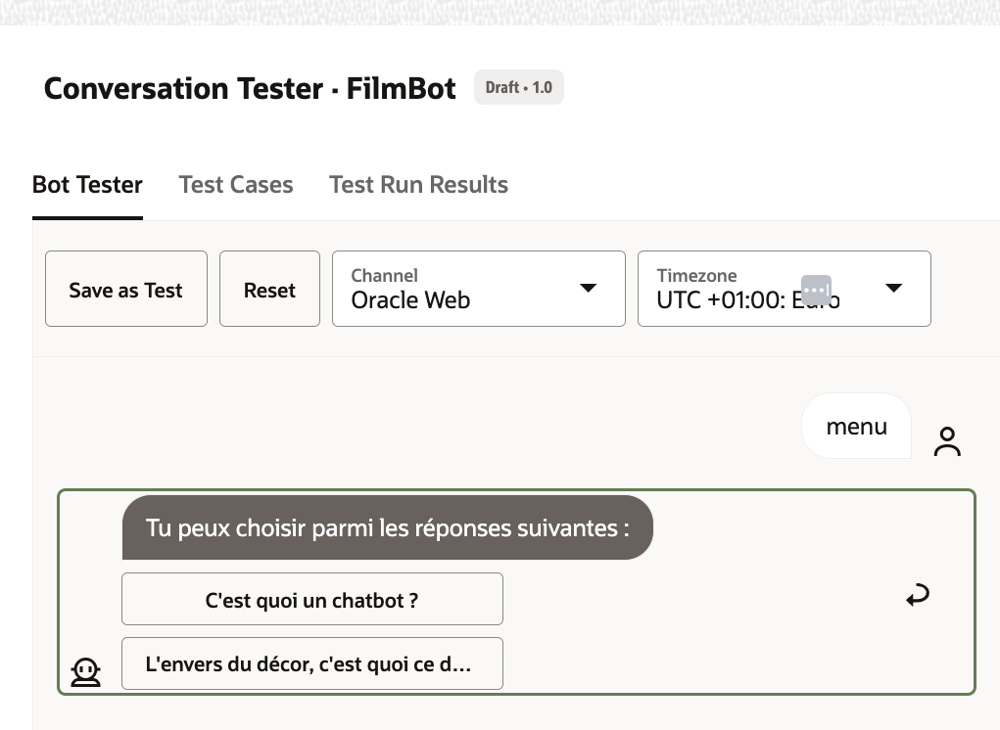 Conversation Tester · FilmBot Draft • 1.0
Bot Tester Test Cases Test Run Results
Save as Test Reset Channel Oracle Web Timezone UTC +01:00:
menu
Tu peux choisir parmi les réponses suivantes :
C'est quoi un chatbot ?
L'envers du décor, c'est quoi ce d...